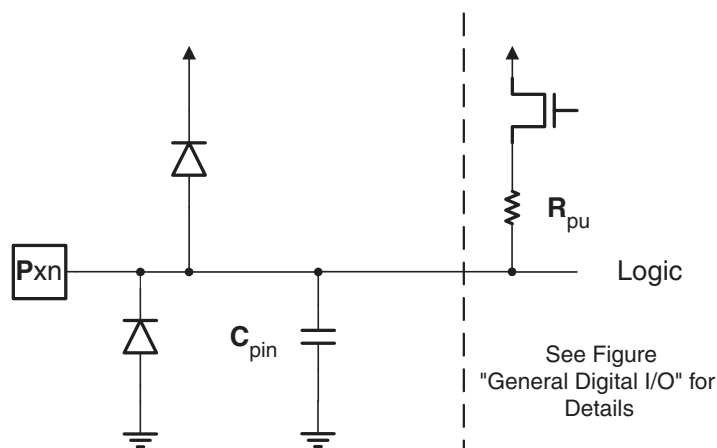 Pxn
Cpin
Rpu
Logic
See Figure
"General Digital I/O" for
Details